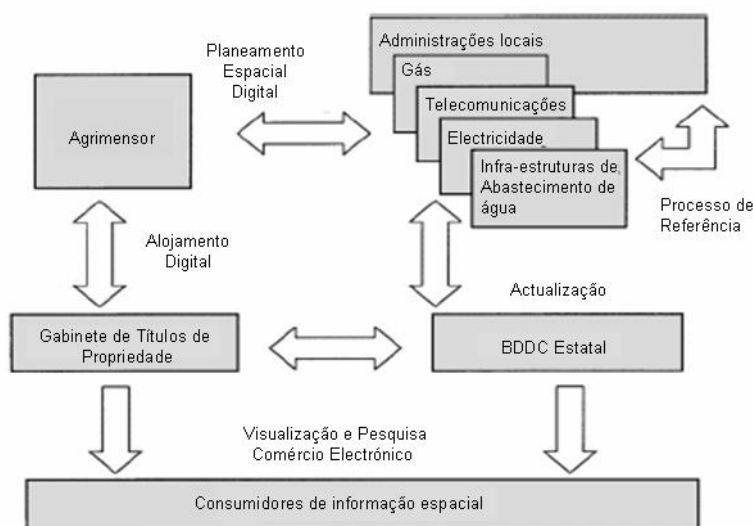 Administrações locais
Planeamento
Espacial
Digital
Gás
Telecomunicações
Agrimensor
Electricidade
Infra-estruturas de
Abastecimento de
água
Processo de
Referência
Alojamento
Digital
Actualização
Gabinete de Títulos de
Propriedade
BDDC Estatal
Visualização e Pesquisa
Comércio Electrónico
Consumidores de informação espacial